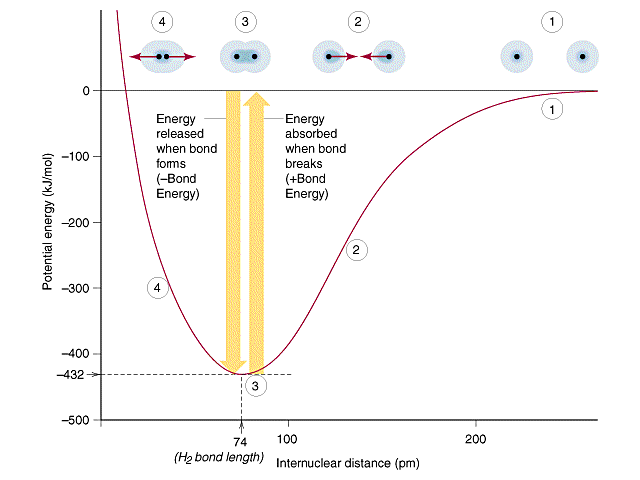 4
3
2
1
0
Energy
released
when bond
forms
(–Bond
Energy)
Energy
absorbed
when bond
breaks
(+Bond
Energy)
1
–100
–200
–300
–400
–432
–500
Potential energy (kJ/mol)
2
4
3
74
(H2 bond length)
100
200
Internuclear distance (pm)